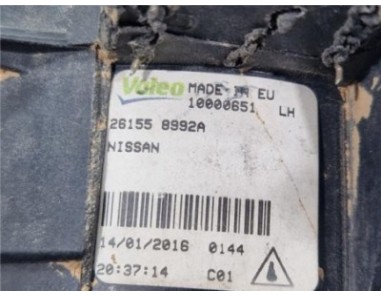 Valeo MADE IN EU
10000651 LH
26155 8992A
NISSAN
14/01/2016 0144
20:37:14 C01